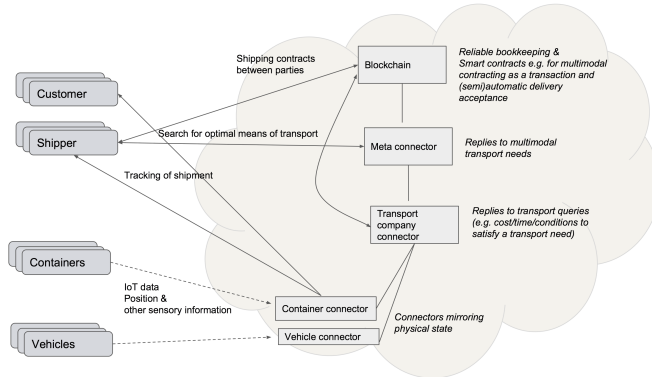 Shipping contracts
between parties
Blockchain
Reliable bookkeeping &
Smart contracts e.g. for multimodal
contracting as a transaction and
(semi)automatic delivery
acceptance
Customer
Shipper
Search for optimal means of transport
Meta connector
Replies to multimodal
transport needs
Tracking of shipment
Transport
company
connector
Replies to transport queries
(e.g. cost/time/conditions to
satisfy a transport need)
Containers
IoT data
Position &
other sensory information
Container connector
Connectors mirroring
physical state
Vehicles
Vehicle connector